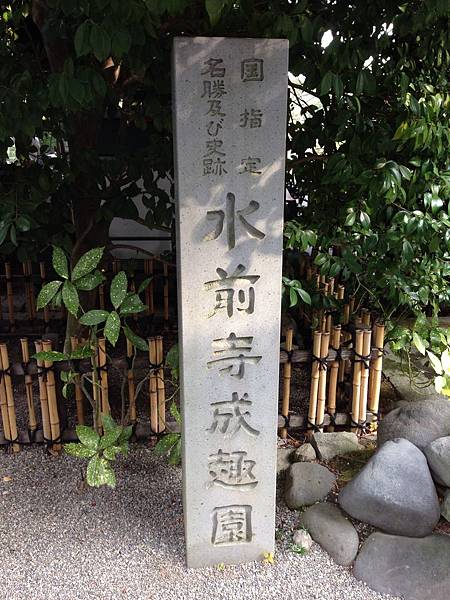 国指定
名勝及び史跡
水前寺成趣園